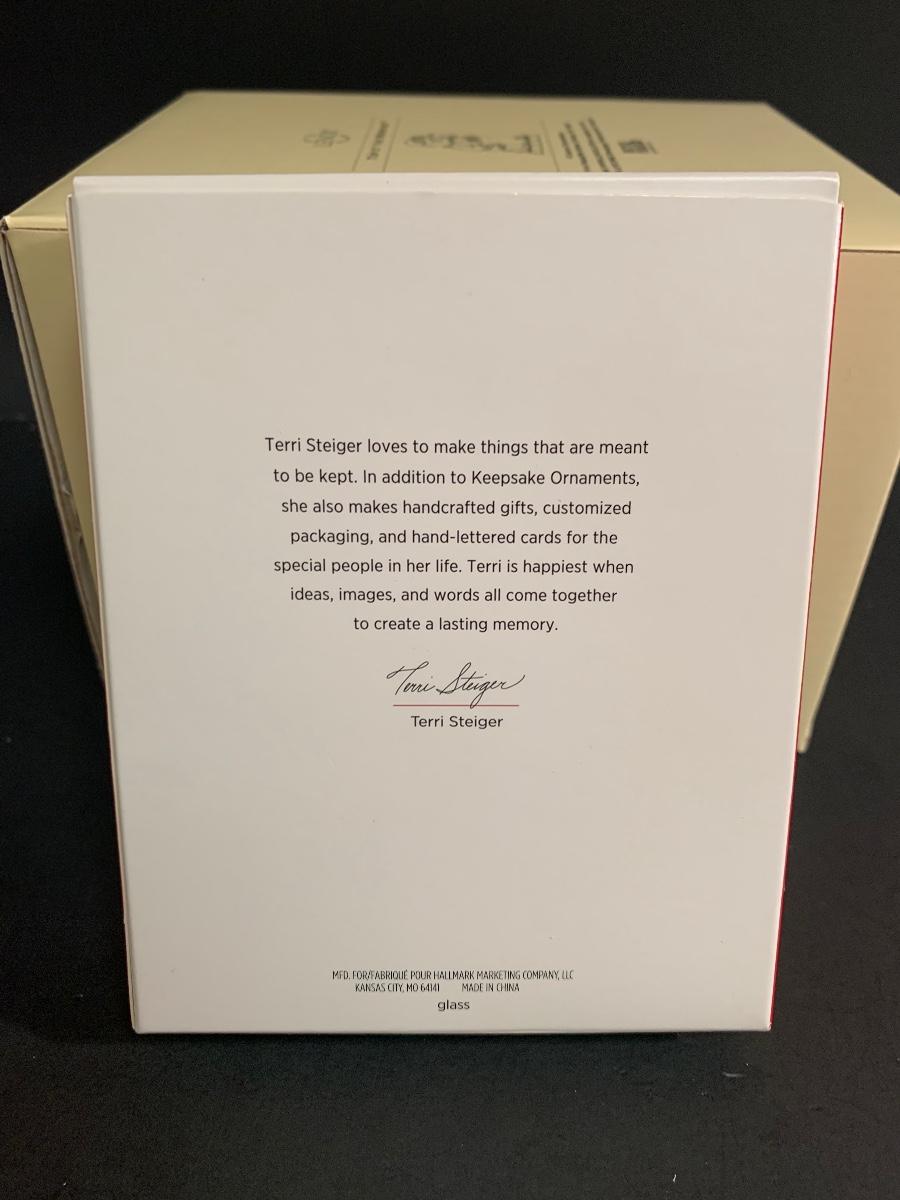 Terri Steiger loves to make things that are meant
to be kept. In addition to Keepsake Ornaments,
she also makes handcrafted gifts, customized
packaging, and hand-lettered cards for the
special people in her life. Terri is happiest when
ideas, images, and words all come together
to create a lasting memory.
Terri Steiger
Terri Steiger
MFD. FOR/FABRIQUÉ POUR HALLMARK MARKETING COMPANY, LLC
KANSAS CITY, MO 64141 MADE IN CHINA
glass